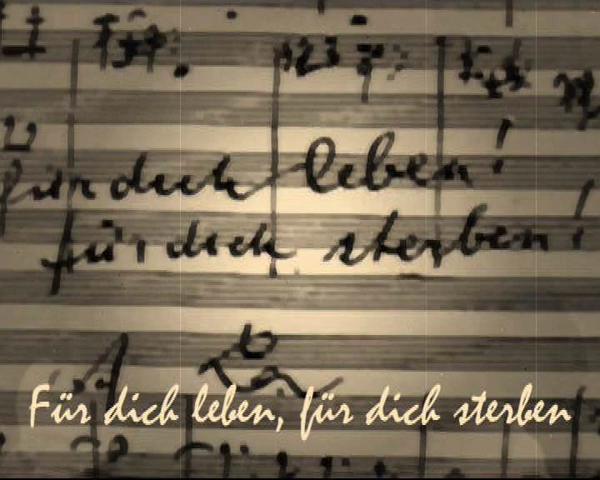 für dich leben!
für dich sterben!
Für dich leben, für dich sterben